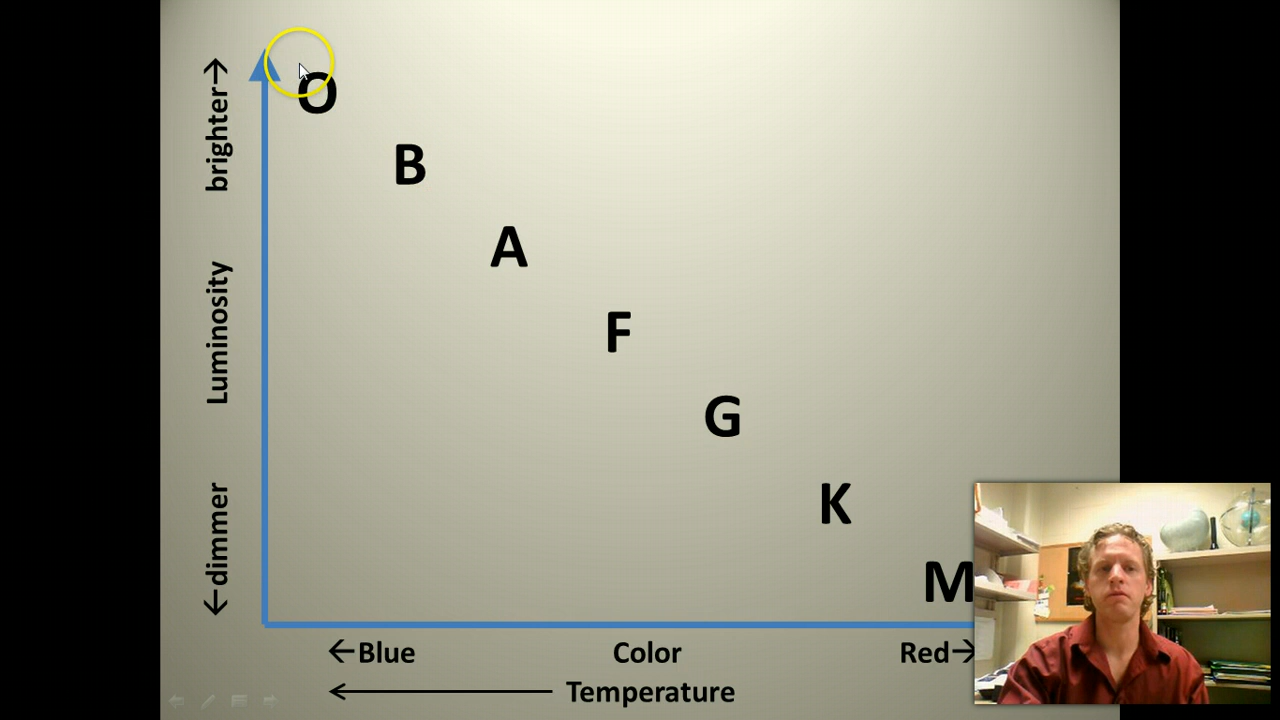 brighter→
Luminosity
←dimmer
O
B
A
F
G
K
M
←Blue
Color
Red→
← Temperature